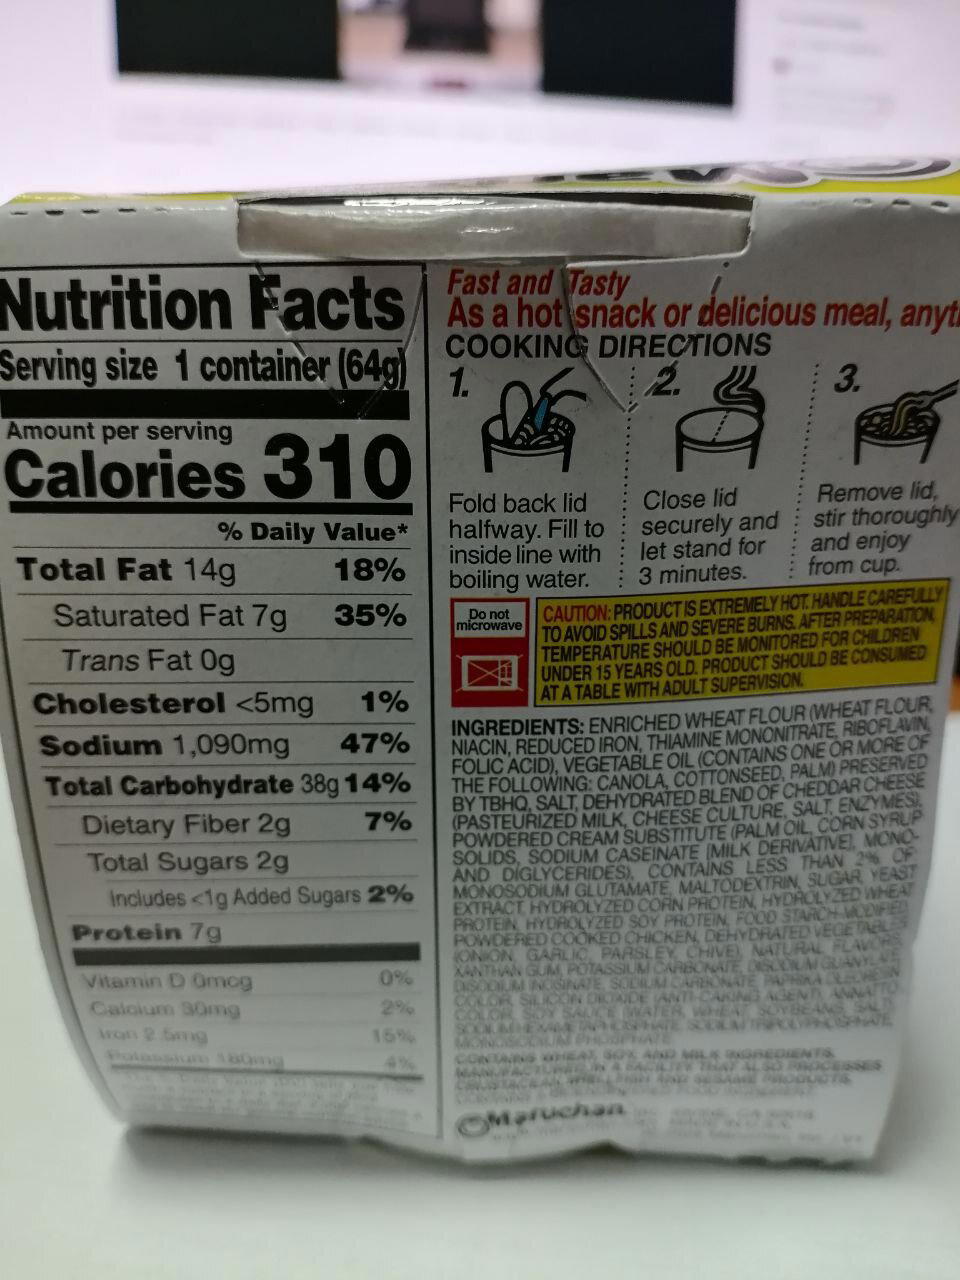 Nutrition Facts
Serving size 1 container (64g)
Amount per serving
Calories 310
% Daily Value*
Total Fat 14g 18%
Saturated Fat 7g 35%
Trans Fat 0g
Cholesterol <5mg 1%
Sodium 1,090mg 47%
Total Carbohydrate 38g 14%
Dietary Fiber 2g 7%
Total Sugars 2g
Includes <1g Added Sugars 2%
Protein 7g
Vitamin D 0mcg 0%
Calcium 30mg 2%
Iron 2.5mg 15%
Potassium 180mg 4%
Fast and Tasty
As a hot snack or delicious meal,
COOKING DIRECTIONS
1.
Fold back lid
halfway. Fill to
inside line with
boiling water.
2.
Close lid
securely and
let stand for
3 minutes.
3.
Remove lid,
stir thoroughly
and enjoy
from cup.
Do not
microwave
CAUTION: PRODUCT IS EXTREMELY HOT. HANDLE CAREFULLY
TO AVOID SPILLS AND SEVERE BURNS. AFTER PREPARATION,
TEMPERATURE SHOULD BE MONITORED FOR CHILDREN
UNDER 15 YEARS OLD. PRODUCT SHOULD BE CONSUMED
AT A TABLE WITH ADULT SUPERVISION.
INGREDIENTS: ENRICHED WHEAT FLOUR (WHEAT FLOUR,
NIACIN, REDUCED IRON, THIAMINE MONONITRATE, RIBOFLAVIN,
FOLIC ACID), VEGETABLE OIL (CONTAINS ONE OR MORE OF
THE FOLLOWING: CANOLA, COTTONSEED, PALM) PRESERVED
BY TBHQ, SALT, DEHYDRATED BLEND OF CHEDDAR CHEESE
(PASTEURIZED MILK, CHEESE CULTURE, SALT, ENZYMES),
POWDERED CREAM SUBSTITUTE (PALM OIL, CORN SYRUP
SOLIDS, SODIUM CASEINATE [MILK DERIVATIVE], MONO-
AND DIGLYCERIDES), CONTAINS LESS THAN 2% OF
MONOSODIUM GLUTAMATE, MALTODEXTRIN, SUGAR, YEAST
EXTRACT, HYDROLYZED CORN PROTEIN, HYDROLYZED WHEAT
PROTEIN, HYDROLYZED SOY PROTEIN, FOOD STARCH-MODIFIED,
POWDERED COOKED CHICKEN, DEHYDRATED VEGETABLE
(ONION, GARLIC, PARSLEY, CHIVE), NATURAL FLAVORS,
XANTHAN GUM, POTASSIUM CARBONATE, DISODIUM GUANYLATE,
DISODIUM INOSINATE, SODIUM CARBONATE, PAPRIKA OLEORESIN
COLOR, SILICON DIOXIDE (ANTI-CAKING AGENT), ANNATTO
COLOR, SOY SAUCE (WATER, WHEAT, SOYBEANS, SALT),
SODIUM HEXAMETAPHOSPHATE, SODIUM TRIPOLYPHOSPHATE,
MONOSODIUM PHOSPHATE.
CONTAINS WHEAT, SOY, AND MILK INGREDIENTS.
MANUFACTURED IN A FACILITY THAT ALSO PROCESSES
CRUSTACEAN SHELLFISH AND SESAME PRODUCTS.
Maruchan